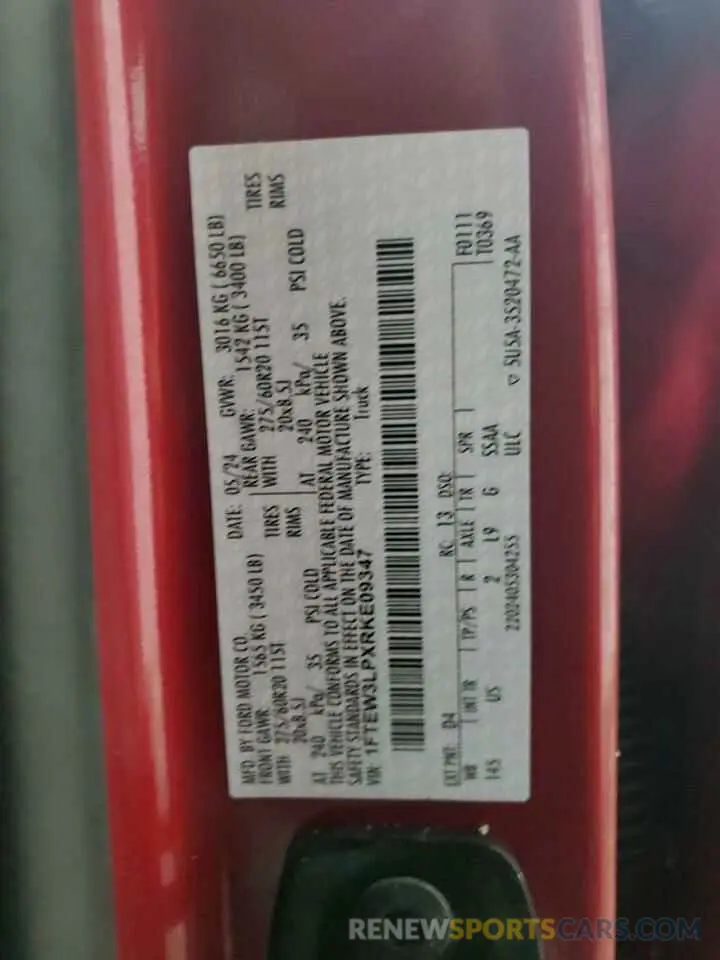 MFD. BY FORD MOTOR CO.
DATE: 05/24 GVWR: 3016 KG ( 6650 LB)
FRONT GAWR: 1565 KG (3450 LB) REAR GAWR: 1542 KG ( 3400 LB)
WITH 275/60R20 115T TIRES WITH 275/60R20 115T TIRES
20x8.5J RIMS 20x8.5J RIMS
AT 240 kPa/ 35 PSI COLD AT 240 kPa/ 35 PSI COLD
THIS VEHICLE CONFORMS TO ALL APPLICABLE FEDERAL MOTOR VEHICLE
SAFETY STANDARDS IN EFFECT ON THE DATE OF MANUFACTURE SHOWN ABOVE.
VIN: 1FTEW3LPXRKE09347 TYPE: Truck
EXT PNT: D4 RC: 13 DSO: F0111
WB INT TR TP/PS R AXLE TR SPR T0369
145 US 2 L9 G SSAA
2202405304255 ULC 5U5A-3520472-AA
RENEWSPORTSCARS.COM